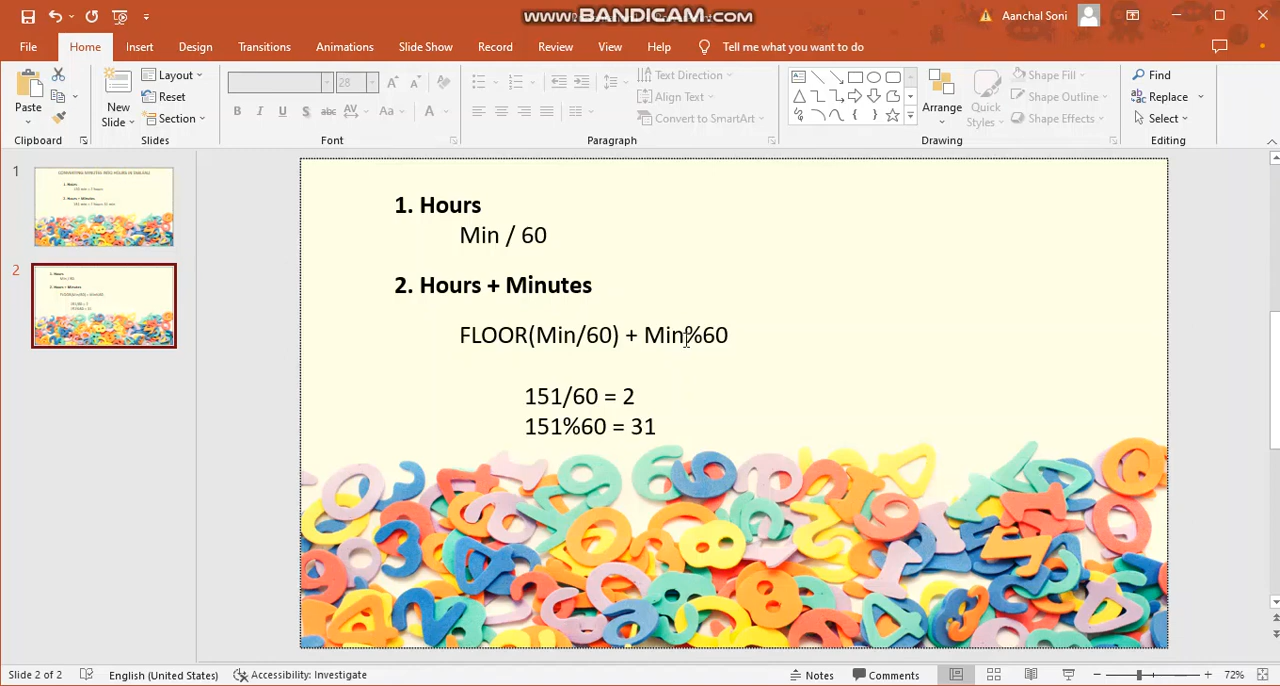 www.BANDICAM.com
Aanchal Soni
File Home Insert Design Transitions Animations Slide Show Record Review View Help Tell me what you want to do
Paste
New Slide
Layout
Reset
Section
28
Text Direction
Align Text
Convert to SmartArt
Arrange
Quick Styles
Shape Fill
Shape Outline
Shape Effects
Find
Replace
Select
Clipboard Slides Font Paragraph Drawing Editing
1
2
1. Hours
Min / 60
2. Hours + Minutes
FLOOR(Min/60) + Min%60
151/60 = 2
151%60 = 31
Slide 2 of 2 English (United States) Accessibility: Investigate Notes Comments 72%